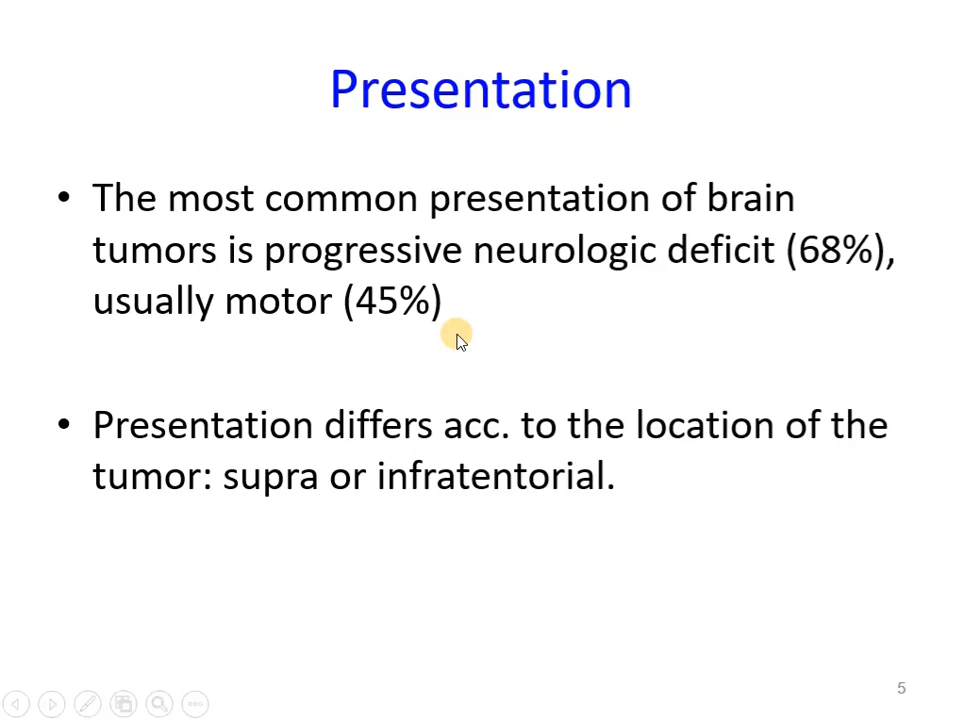 Presentation
• The most common presentation of brain
tumors is progressive neurologic deficit (68%),
usually motor (45%)
• Presentation differs acc. to the location of the
tumor: supra or infratentorial.
5